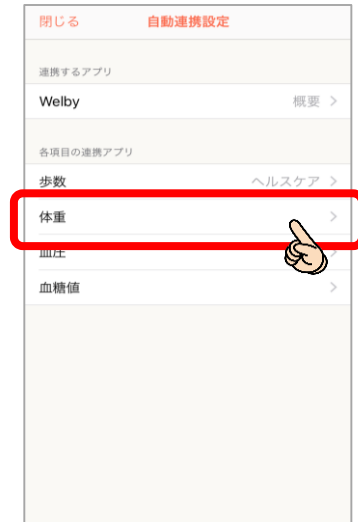 閉じる 自動連携設定
連携するアプリ
Welby 概要 >
各項目の連携アプリ
歩数 ヘルスケア >
体重 >
血圧 >
血糖値 >